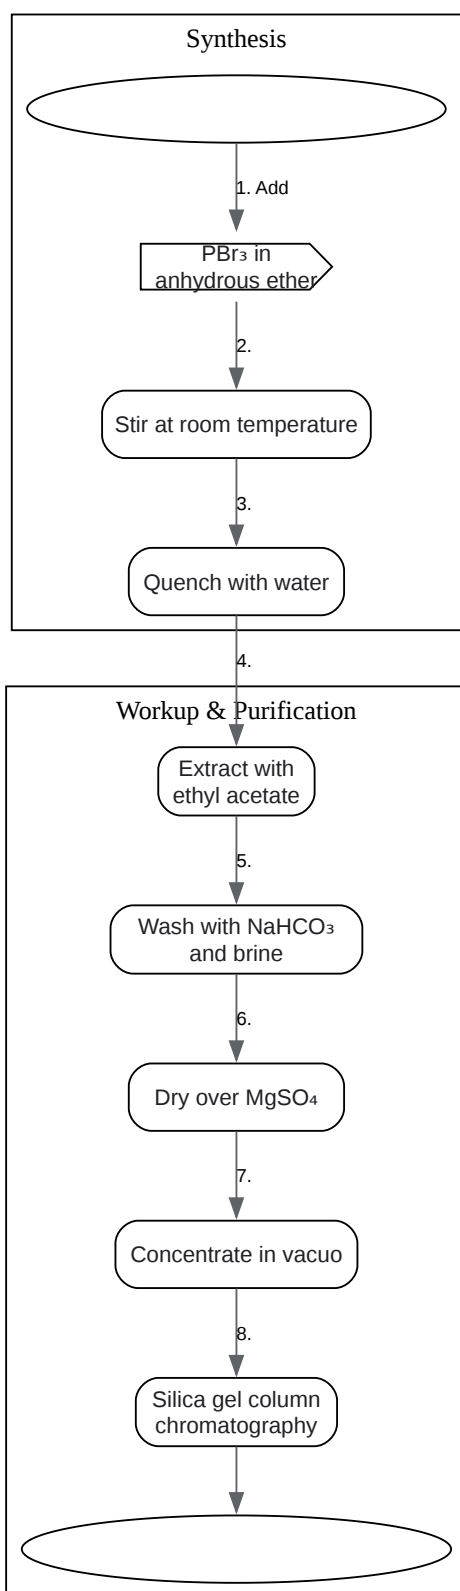 Synthesis
1. Add
PBr₃ in
anhydrous ether
2.
Stir at room temperature
3.
Quench with water
4.
Workup & Purification
Extract with
ethyl acetate
5.
Wash with NaHCO₃
and brine
6.
Dry over MgSO₄
7.
Concentrate in vacuo
8.
Silica gel column
chromatography